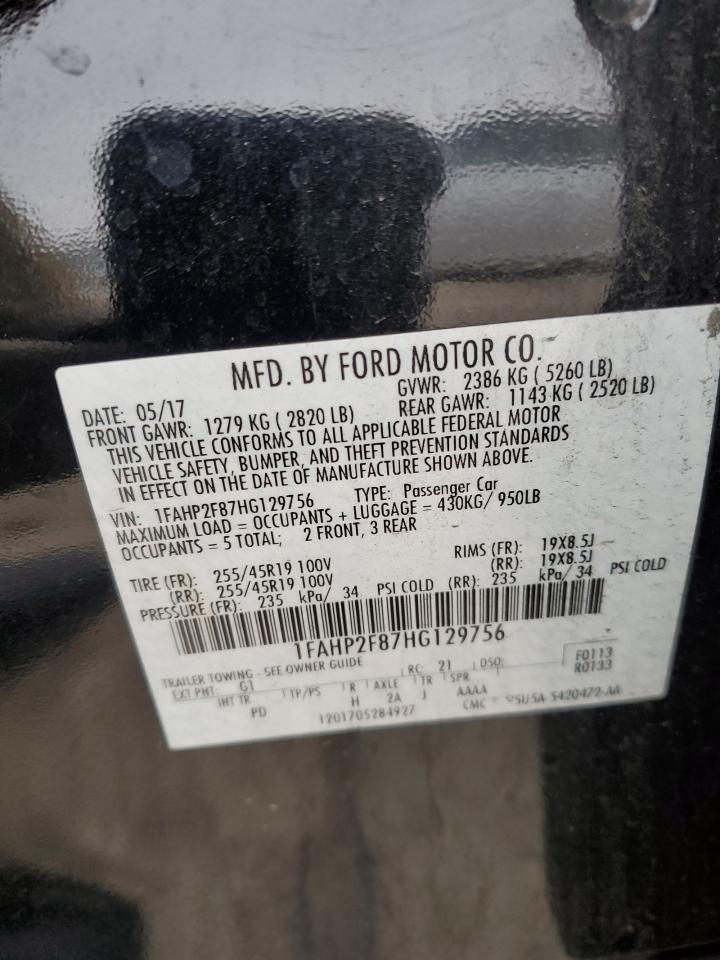 MFD. BY FORD MOTOR CO.
DATE: 05/17 GVWR: 2386 KG ( 5260 LB)
FRONT GAWR: 1279 KG ( 2820 LB) REAR GAWR: 1143 KG ( 2520 LB)
THIS VEHICLE CONFORMS TO ALL APPLICABLE FEDERAL MOTOR
VEHICLE SAFETY, BUMPER, AND THEFT PREVENTION STANDARDS
IN EFFECT ON THE DATE OF MANUFACTURE SHOWN ABOVE.
VIN: 1FAHP2F87HG129756 TYPE: Passenger Car
MAXIMUM LOAD = OCCUPANTS + LUGGAGE = 430KG/ 950LB
OCCUPANTS = 5 TOTAL; 2 FRONT, 3 REAR
TIRE (FR): 255/45R19 100V RIMS (FR): 19X8.5J
(RR): 255/45R19 100V (RR): 19X8.5J
PRESSURE (FR): 235 kPa/ 34 PSI COLD (RR): 235 kPa/ 34 PSI COLD
1FAHP2F87HG129756
TRAILER TOWING - SEE OWNER GUIDE
F0113
R0133
EXT PNT: G1 RC: 21 DSO:
INT TR TP/PS R AXLE TR SPR
PD H 2A J AAAA
1201705284927